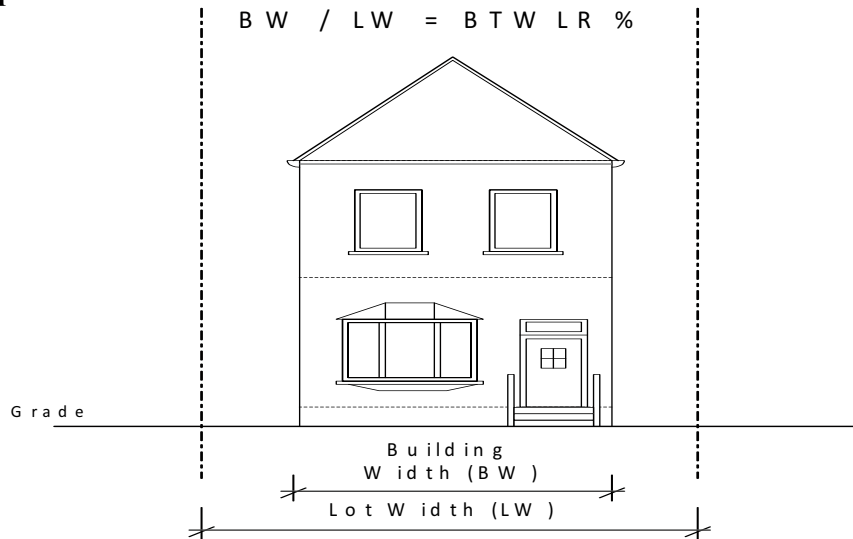 BW / LW = BTWLR %
Grade
Building
Width (BW)
Lot Width (LW)